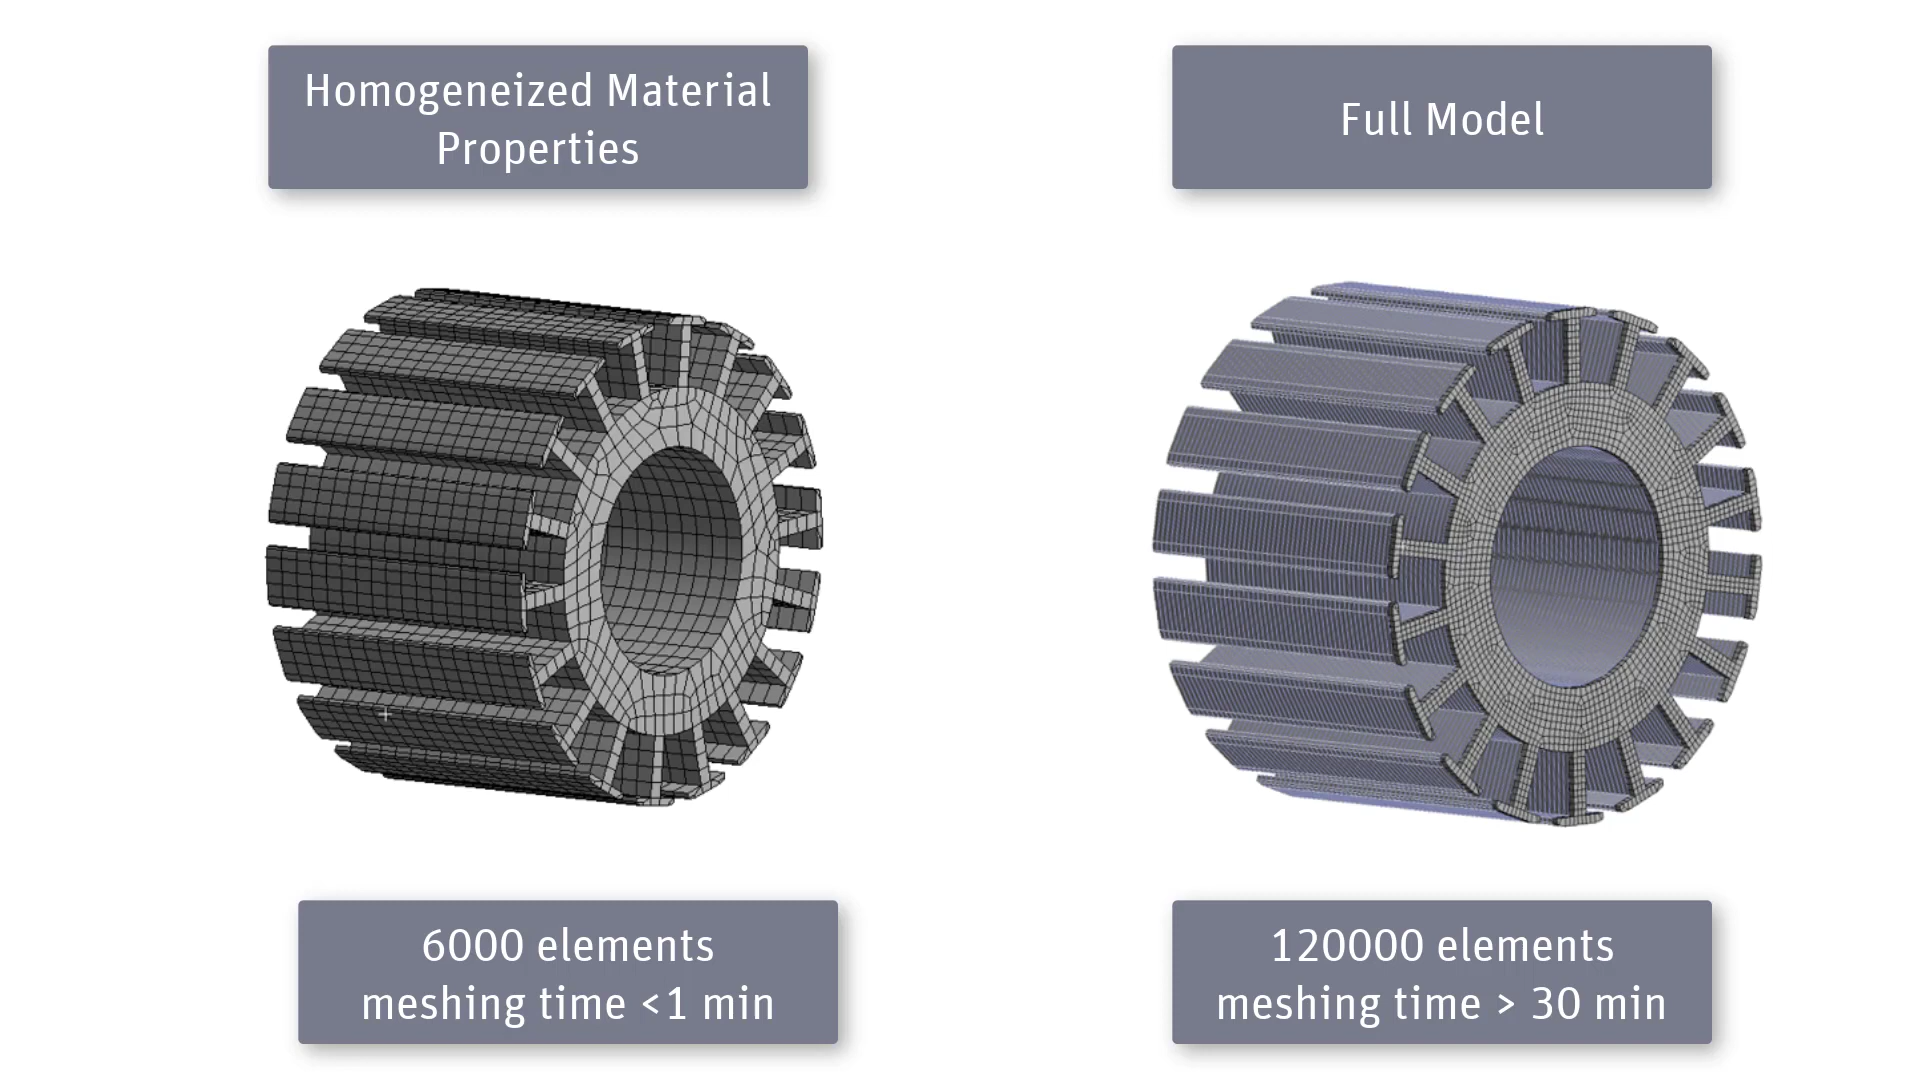 Homogeneized Material
Properties
Full Model
6000 elements
meshing time <1 min
120000 elements
meshing time > 30 min